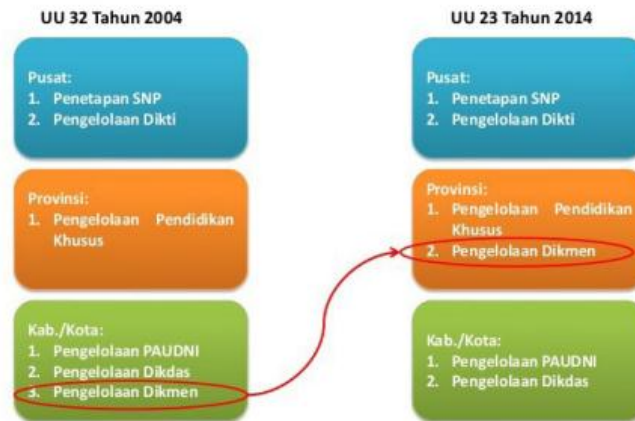 UU 32 Tahun 2004
Pusat:
1. Penetapan SNP
2. Pengelolaan Dikti
Provinsi:
1. Pengelolaan Pendidikan
Khusus
Kab./Kota:
1. Pengelolaan PAUDNI
2. Pengelolaan Dikdas
3. Pengelolaan Dikmen
UU 23 Tahun 2014
Pusat:
1. Penetapan SNP
2. Pengelolaan Dikti
Provinsi:
1. Pengelolaan Pendidikan
Khusus
2. Pengelolaan Dikmen
Kab./Kota:
1. Pengelolaan PAUDNI
2. Pengelolaan Dikdas